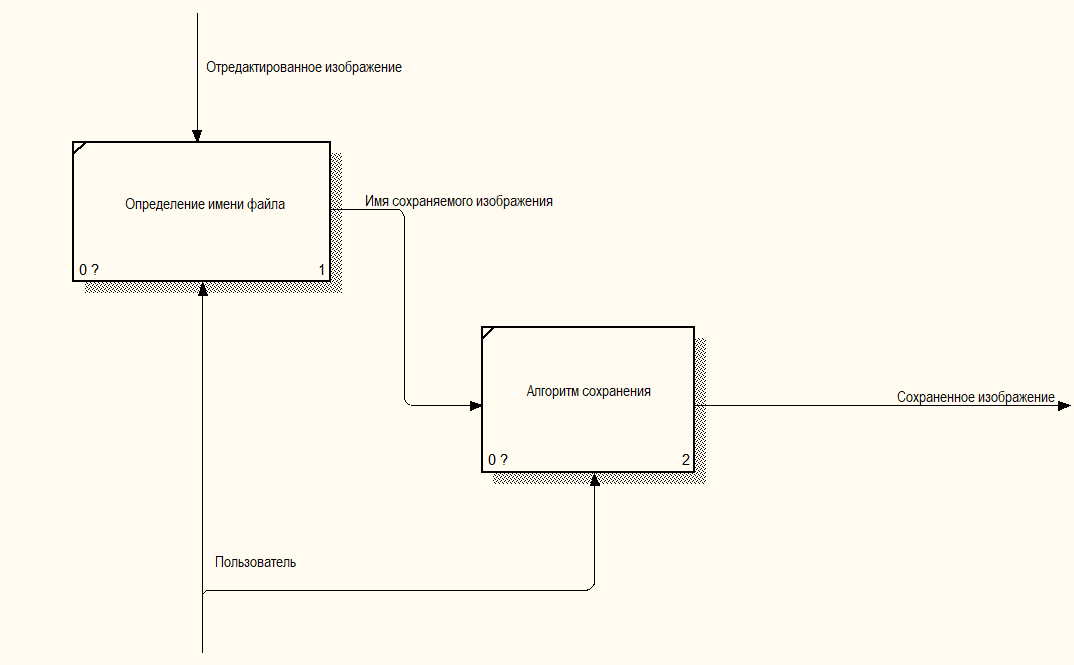 Отредактированное изображение
Определение имени файла
0 ?
1
Имя сохраняемого изображения
Алгоритм сохранения
0 ?
2
Сохраненное изображение
Пользователь